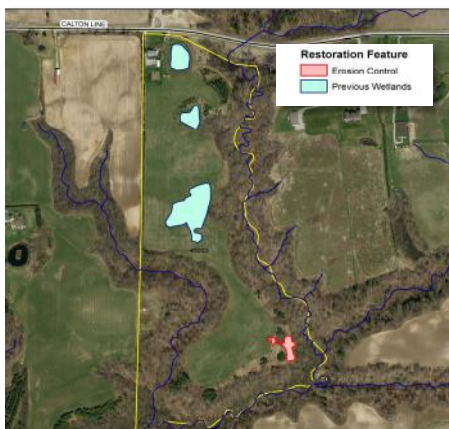 CALTON LINE
Restoration Feature
Erosion Control
Previous Wetlands